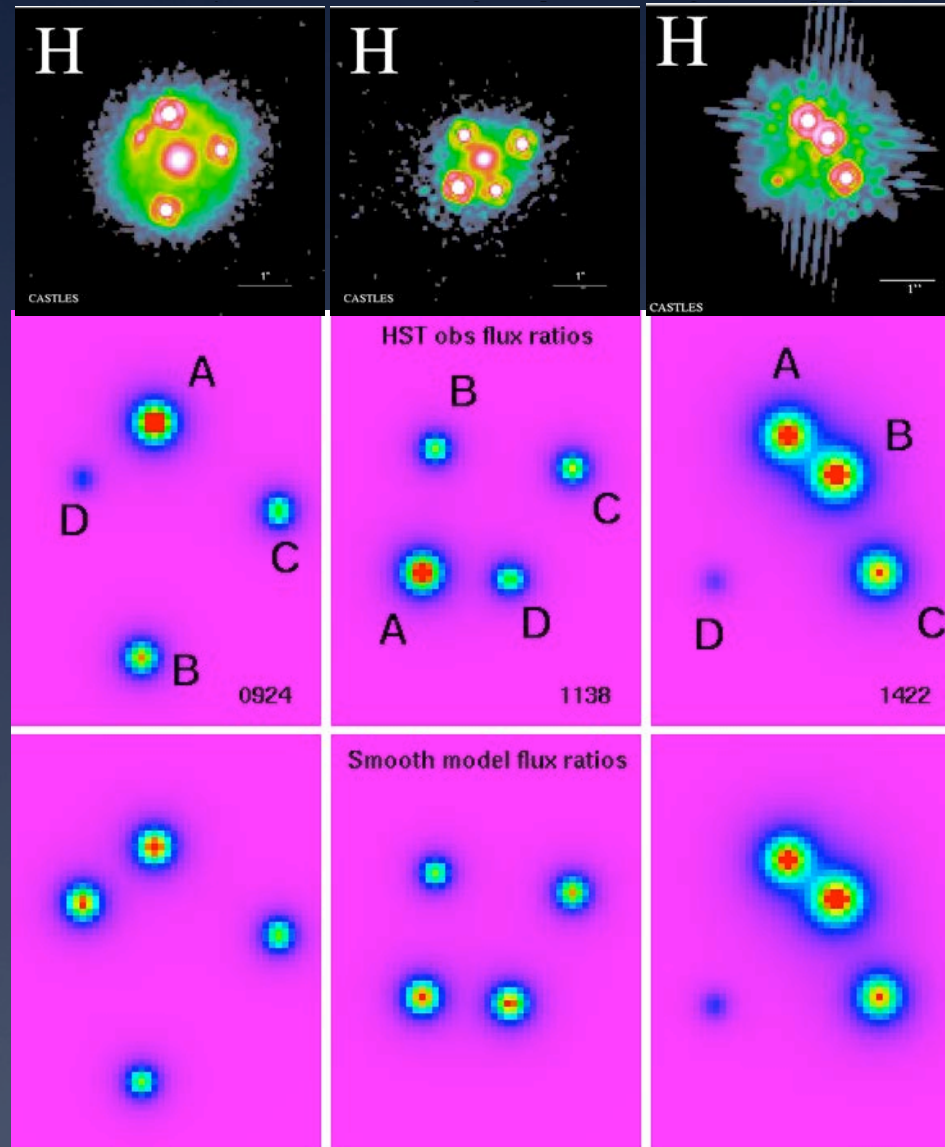 H
H
H
1"
1"
1"
CASTLES
CASTLES
CASTLES
HST obs flux ratios
A
B
A
B
D
C
C
C
A
D
D
B
0924
1138
1422
Smooth model flux ratios